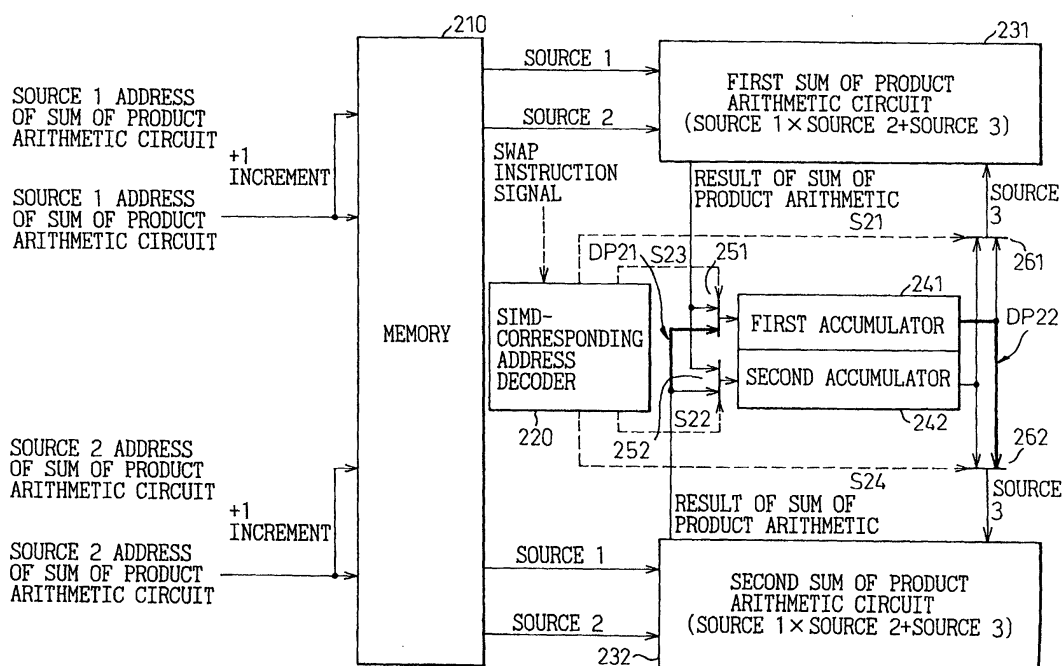 210
231
SOURCE 1 ADDRESS
OF SUM OF PRODUCT
ARITHMETIC CIRCUIT
+1
INCREMENT
SOURCE 1 ADDRESS
OF SUM OF PRODUCT
ARITHMETIC CIRCUIT
SOURCE 2 ADDRESS
OF SUM OF PRODUCT
ARITHMETIC CIRCUIT
+1
INCREMENT
SOURCE 2 ADDRESS
OF SUM OF PRODUCT
ARITHMETIC CIRCUIT
MEMORY
SOURCE 1
SOURCE 2
FIRST SUM OF PRODUCT
ARITHMETIC CIRCUIT
(SOURCE 1 × SOURCE 2+SOURCE 3)
SWAP
INSTRUCTION
SIGNAL
RESULT OF SUM OF
PRODUCT ARITHMETIC
SOURCE
3
S21
DP21
S23
251
261
241
SIMD-
CORRESPONDING
ADDRESS
DECODER
FIRST ACCUMULATOR
DP22
SECOND ACCUMULATOR
220
252
S22
242
262
S24
RESULT OF SUM OF
PRODUCT ARITHMETIC
SOURCE
3
SOURCE 1
SOURCE 2
SECOND SUM OF PRODUCT
ARITHMETIC CIRCUIT
(SOURCE 1 × SOURCE 2+SOURCE 3)
232